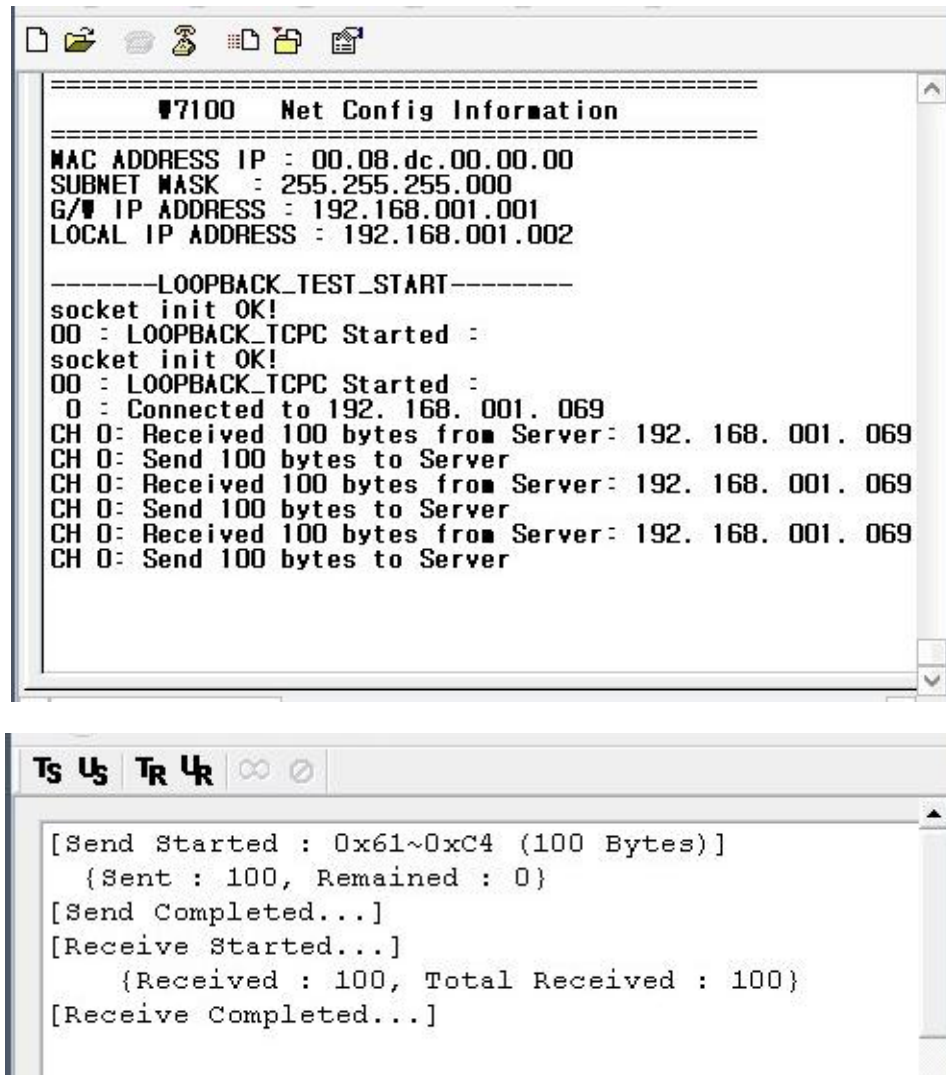 ==============================================
W7100 Net Config Information
==============================================
MAC ADDRESS IP : 00.08.dc.00.00.00
SUBNET MASK : 255.255.255.000
G/W IP ADDRESS : 192.168.001.001
LOCAL IP ADDRESS : 192.168.001.002
-------LOOPBACK_TEST_START--------
socket init OK!
00 : LOOPBACK_TCPC Started :
socket init OK!
00 : LOOPBACK_TCPC Started :
0 : Connected to 192. 168. 001. 069
CH 0: Received 100 bytes from Server: 192. 168. 001. 069
CH 0: Send 100 bytes to Server
CH 0: Received 100 bytes from Server: 192. 168. 001. 069
CH 0: Send 100 bytes to Server
CH 0: Received 100 bytes from Server: 192. 168. 001. 069
CH 0: Send 100 bytes to Server
TS US TR UR
[Send Started : 0x61~0xC4 (100 Bytes)]
{Sent : 100, Remained : 0}
[Send Completed...]
[Receive Started...]
{Received : 100, Total Received : 100}
[Receive Completed...]